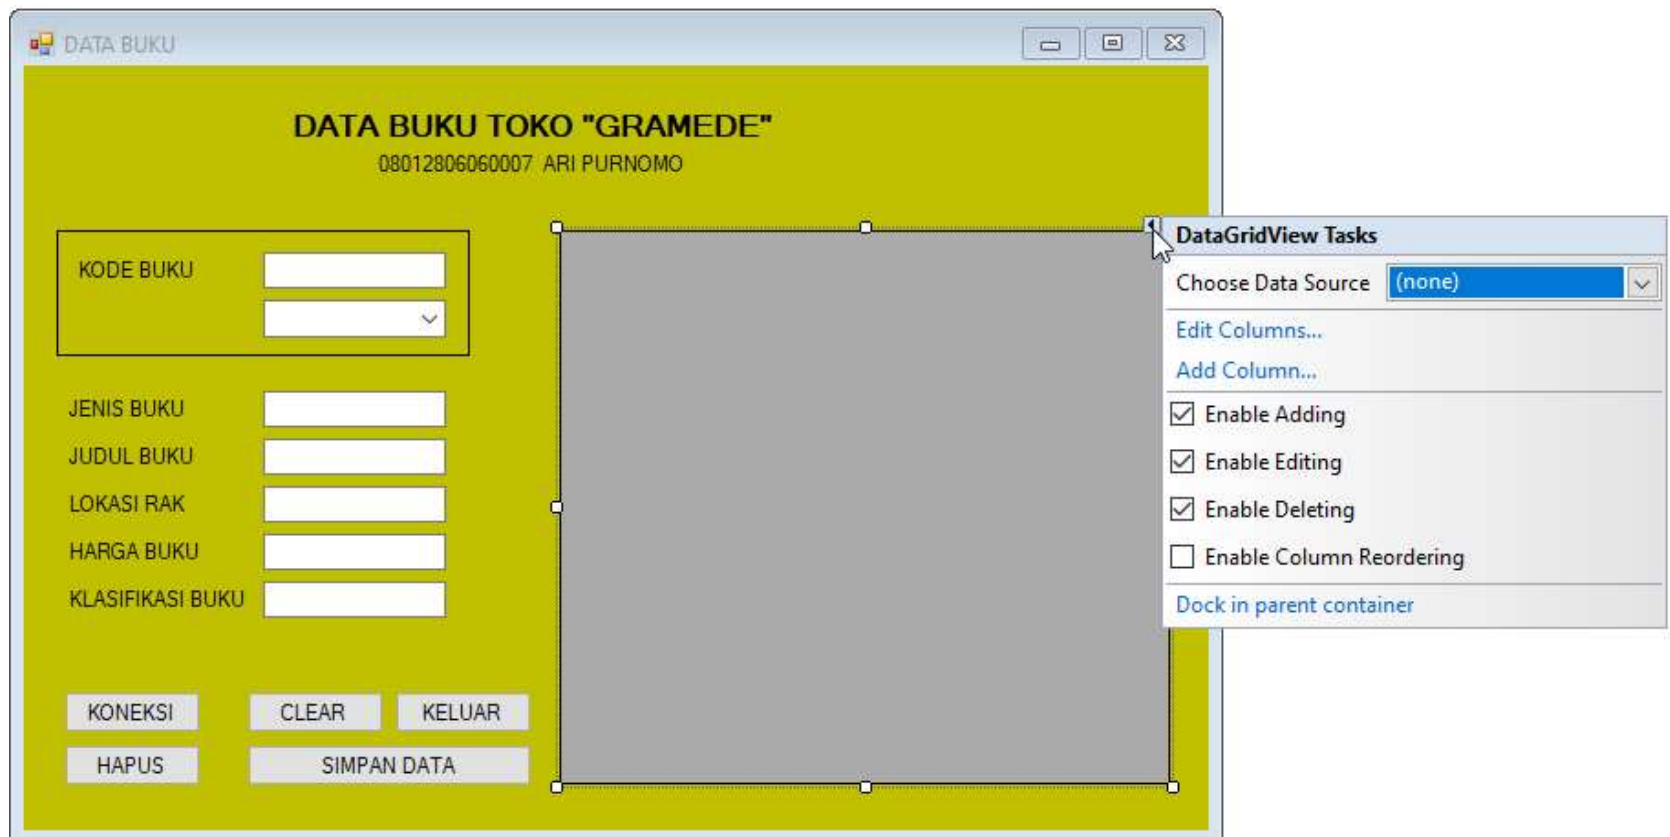 DATA BUKU
DATA BUKU TOKO "GRAMEDE"
08012806060007 ARI PURNOMO
KODE BUKU
JENIS BUKU
JUDUL BUKU
LOKASI RAK
HARGA BUKU
KLASIFIKASI BUKU
KONEKSI CLEAR KELUAR
HAPUS SIMPAN DATA
DataGridView Tasks
Choose Data Source (none)
Edit Columns...
Add Column...
Enable Adding
Enable Editing
Enable Deleting
Enable Column Reordering
Dock in parent container